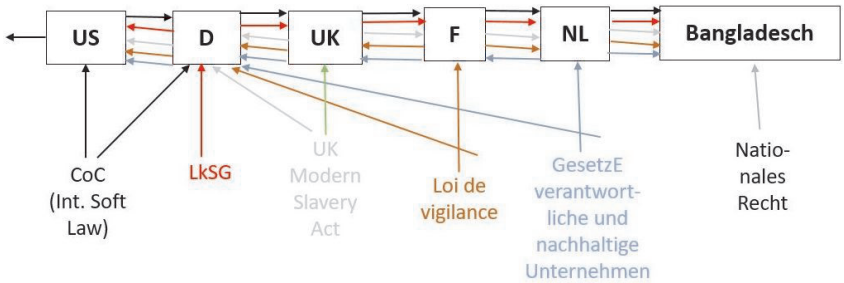 US
D
UK
F
NL
Bangladesch
CoC
(Int. Soft
Law)
LkSG
UK
Modern
Slavery
Act
Loi de
vigilance
GesetzE
verantwort-
liche und
nachhaltige
Unternehmen
Natio-
nales
Recht